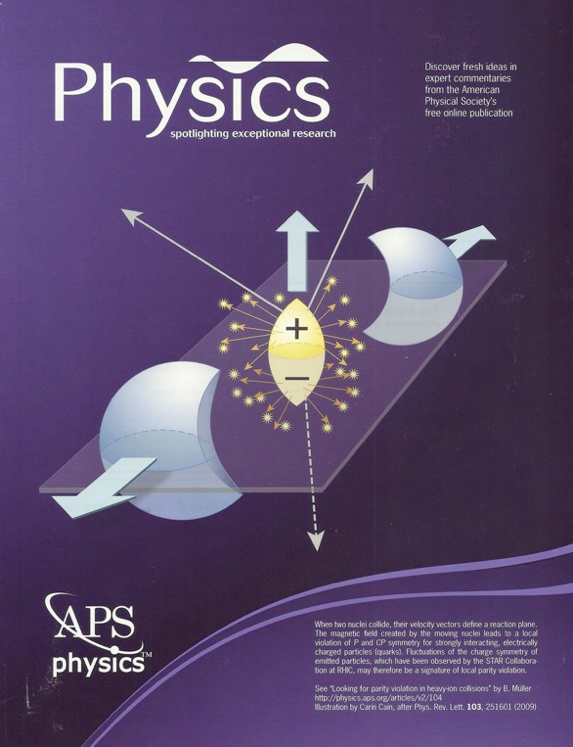 Physics
spotlighting exceptional research
Discover fresh ideas in
expert commentaries
from the American
Physical Society's
free online publication
+
−
APS
physics™
When two nuclei collide, their velocity vectors define a reaction plane.
The magnetic field created by the moving nuclei leads to a local
violation of P and CP symmetry for strongly interacting, electrically
charged particles (quarks). Fluctuations of the charge symmetry of
emitted particles, which have been observed by the STAR Collabora-
tion at RHIC, may therefore be a signature of local parity violation.
See "Looking for parity violation in heavy-ion collisions" by B. Müller
http://physics.aps.org/articles/v2/104
Illustration by Carin Cain, after Phys. Rev. Lett. 103, 251601 (2009)